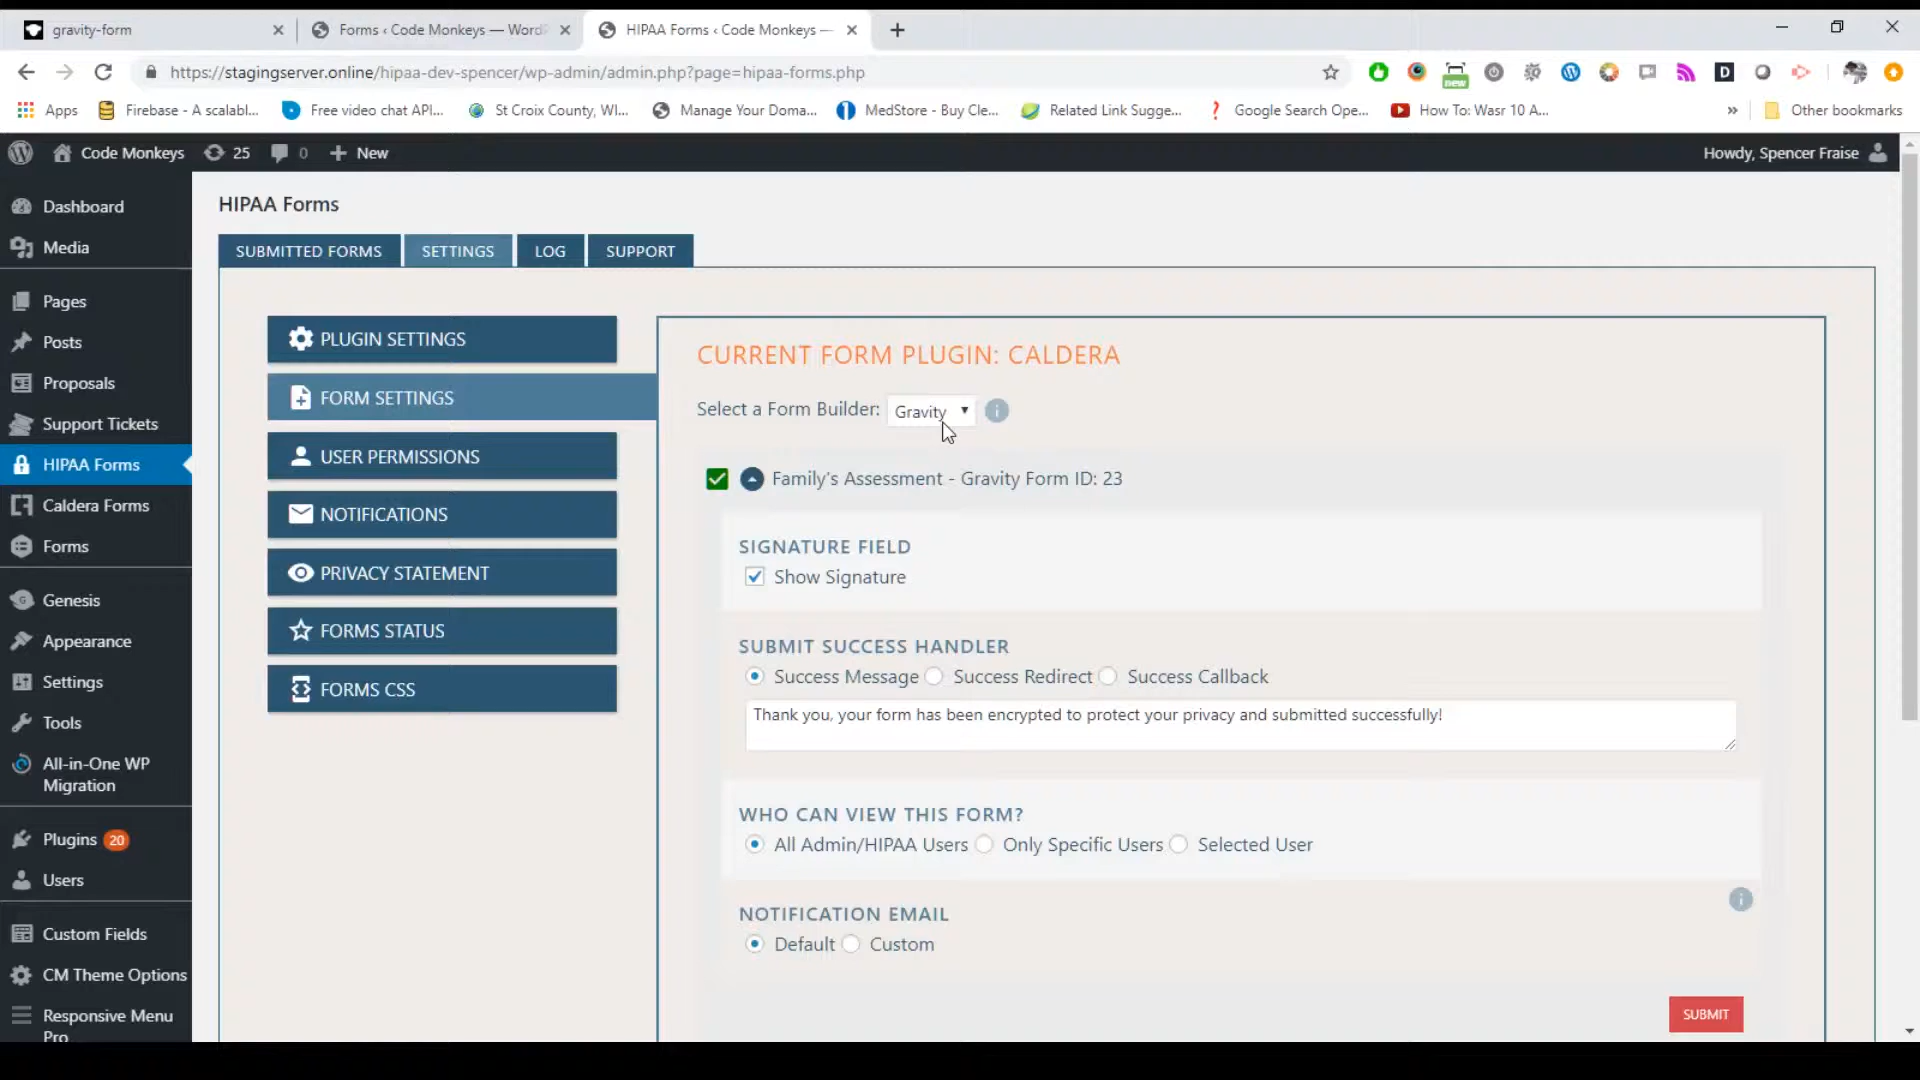 gravity-form
Forms ‹ Code Monkeys — WordP
HIPAA Forms ‹ Code Monkeys —
https://stagingserver.online/hipaa-dev-spencer/wp-admin/admin.php?page=hipaa-forms.php
new
D
Apps
Firebase - A scalabl...
Free video chat API...
St Croix County, WI...
Manage Your Doma...
MedStore - Buy Cle...
Related Link Sugge...
Google Search Ope...
How To: Wasr 10 A...
»
Other bookmarks
Code Monkeys
25
0
+ New
Howdy, Spencer Fraise
Dashboard
Media
Pages
Posts
Proposals
Support Tickets
HIPAA Forms
Caldera Forms
Forms
Genesis
Appearance
Settings
Tools
All-in-One WP
Migration
Plugins 20
Users
Custom Fields
CM Theme Options
Responsive Menu
Pro
HIPAA Forms
SUBMITTED FORMS
SETTINGS
LOG
SUPPORT
PLUGIN SETTINGS
FORM SETTINGS
USER PERMISSIONS
NOTIFICATIONS
PRIVACY STATEMENT
FORMS STATUS
FORMS CSS
CURRENT FORM PLUGIN: CALDERA
Select a Form Builder: Gravity
Family's Assessment - Gravity Form ID: 23
SIGNATURE FIELD
Show Signature
SUBMIT SUCCESS HANDLER
Success Message Success Redirect Success Callback
Thank you, your form has been encrypted to protect your privacy and submitted successfully!
WHO CAN VIEW THIS FORM?
All Admin/HIPAA Users Only Specific Users Selected User
NOTIFICATION EMAIL
Default Custom
SUBMIT